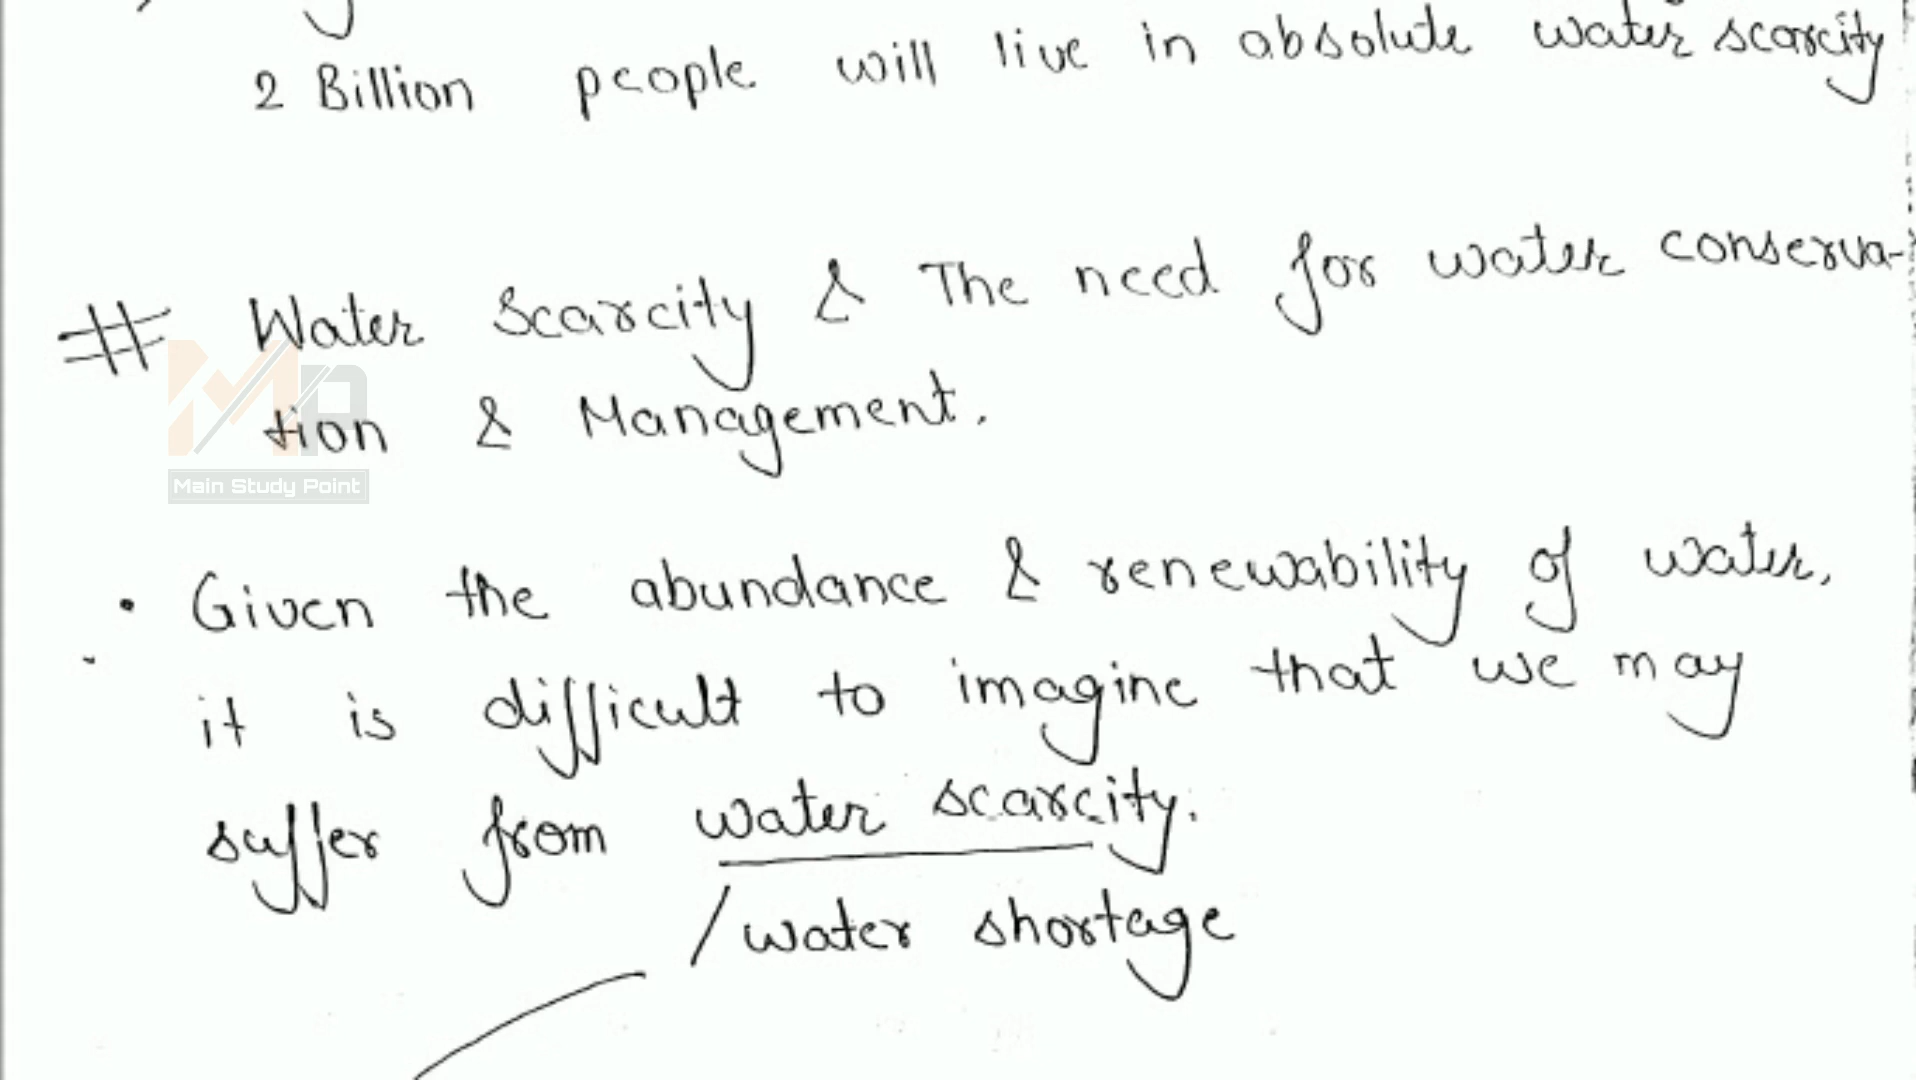 2 Billion people will live in absolute water scarcity
# Water Scarcity & The need for water conserva-
tion & Management.
Main Study Point
• Given the abundance & renewability of water,
it is difficult to imagine that we may
suffer from water scarcity.
/ water shortage